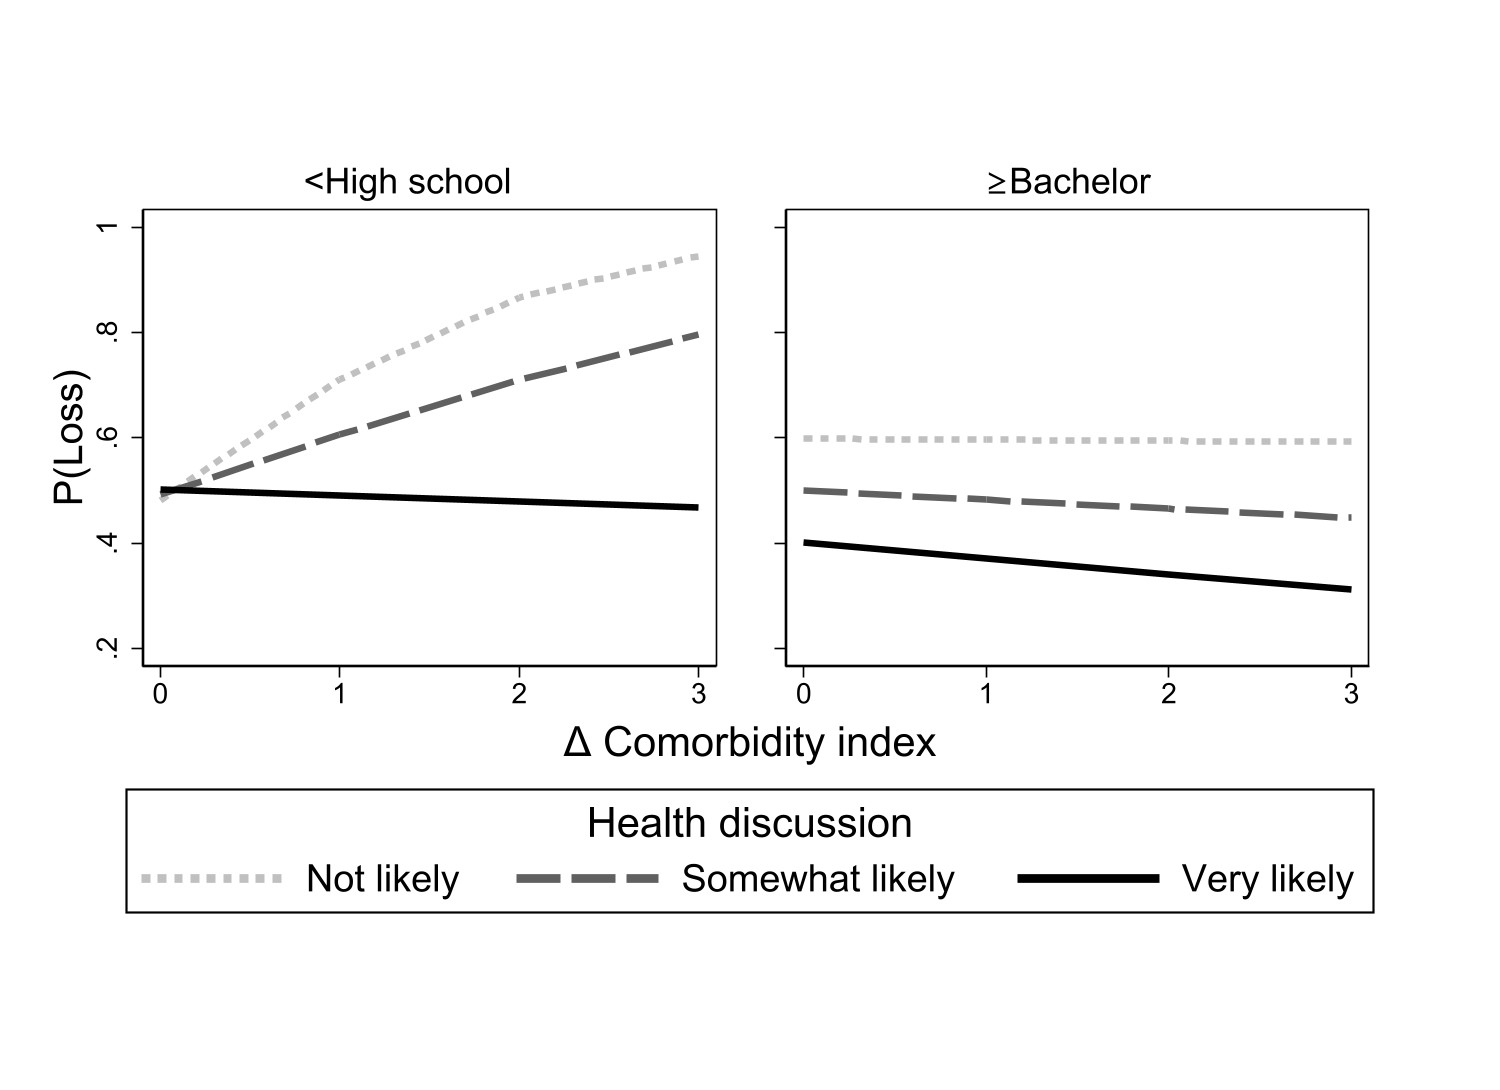 <High school
≥Bachelor
P(Loss)
1
.8
.6
.4
.2
0 1 2 3
0 1 2 3
Δ Comorbidity index
Health discussion
Not likely Somewhat likely Very likely